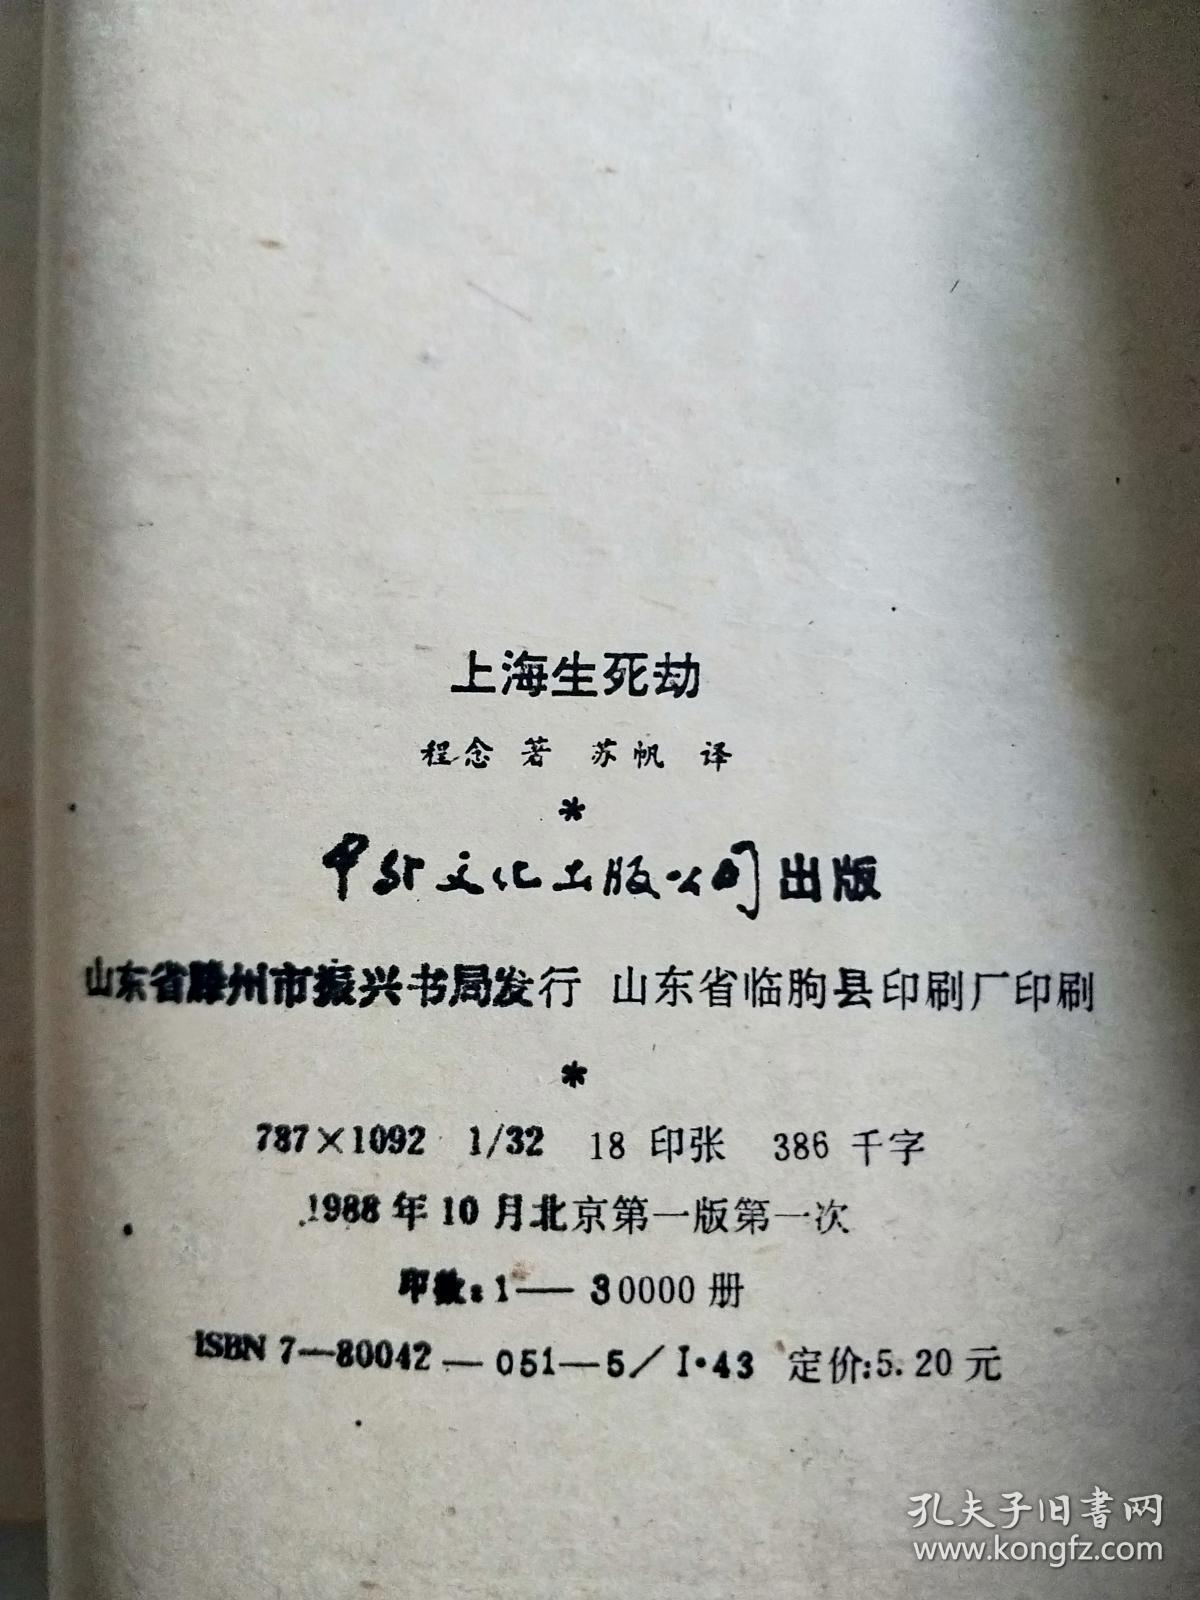 上海生死劫
程念 著 苏帆 译
*
中外文化出版公司 出版
山东省滕州市振兴书局发行 山东省临朐县印刷厂印刷
*
787×1092 1/32 18 印张 386 千字
1988 年 10 月北京第一版第一次
印数:1—30000 册
ISBN 7—80042—051—5/I·43 定价:5.20 元
孔夫子旧书网
www.kongfz.com